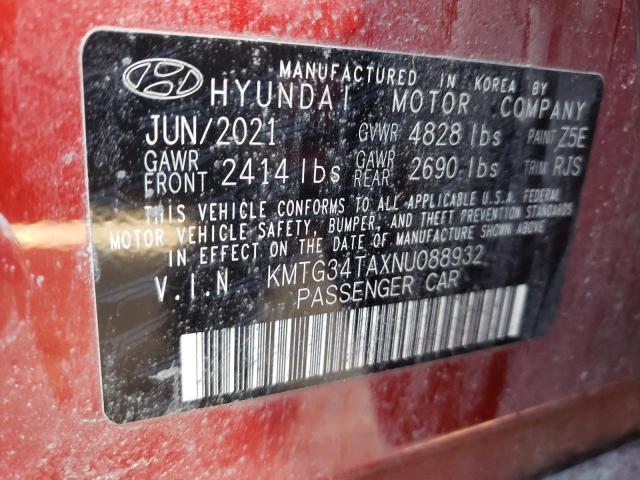 MANUFACTURED IN KOREA BY
HYUNDAI MOTOR COMPANY
JUN/2021 GVWR 4828 lbs PAINT Z5E
GAWR FRONT 2414 lbs GAWR REAR 2690 lbs TRIM RJS
THIS VEHICLE CONFORMS TO ALL APPLICABLE U.S.A. FEDERAL
MOTOR VEHICLE SAFETY, BUMPER, AND THEFT PREVENTION STANDARDS
IN EFFECT ON THE DATE OF MANUFACTURE SHOWN ABOVE.
V.I.N KMTG34TAXNU088932
PASSENGER CAR